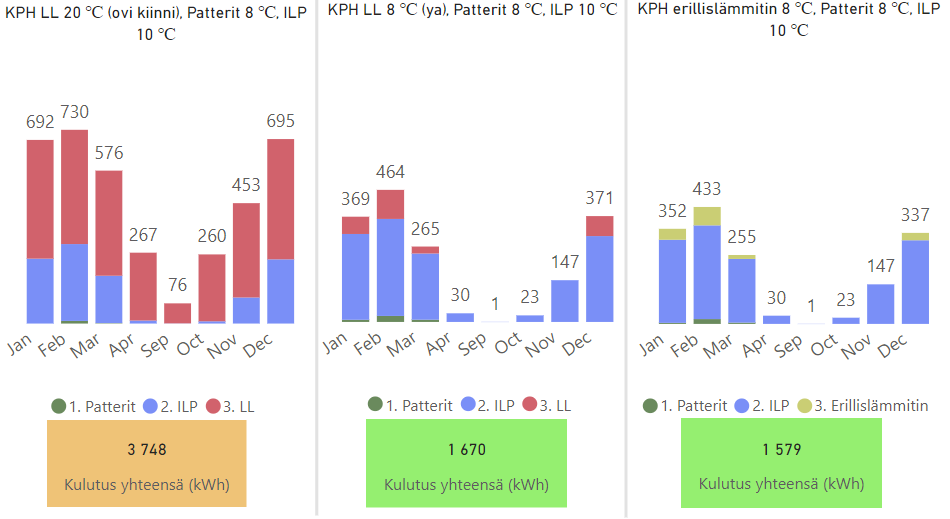 KPH LL 20 ℃ (ovi kiinni), Patterit 8 ℃, ILP
10 ℃
692
730
576
267
76
260
453
695
Jan
Feb
Mar
Apr
Sep
Oct
Nov
Dec
1. Patterit
2. ILP
3. LL
3 748
Kulutus yhteensä (kWh)
KPH LL 8 ℃ (ya), Patterit 8 ℃, ILP 10 ℃
369
464
265
30
1
23
147
371
Jan
Feb
Mar
Apr
Sep
Oct
Nov
Dec
1. Patterit
2. ILP
3. LL
1 670
Kulutus yhteensä (kWh)
KPH erillislämmitin 8 ℃, Patterit 8 ℃, ILP
10 ℃
352
433
255
30
1
23
147
337
Jan
Feb
Mar
Apr
Sep
Oct
Nov
Dec
1. Patterit
2. ILP
3. Erillislämmitin
1 579
Kulutus yhteensä (kWh)